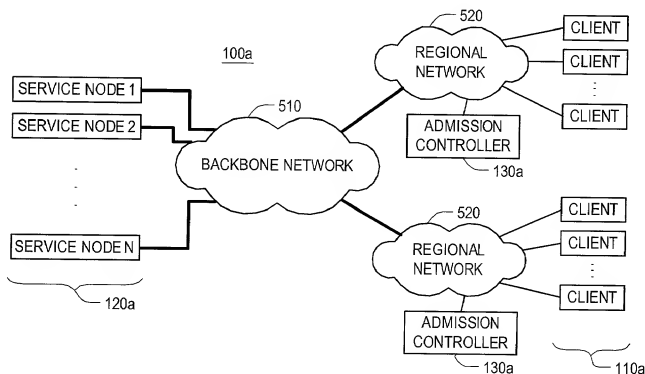 100a
SERVICE NODE 1
SERVICE NODE 2
SERVICE NODE N
120a
510
BACKBONE NETWORK
520
REGIONAL
NETWORK
ADMISSION
CONTROLLER
130a
CLIENT
CLIENT
CLIENT
520
REGIONAL
NETWORK
ADMISSION
CONTROLLER
130a
CLIENT
CLIENT
CLIENT
110a